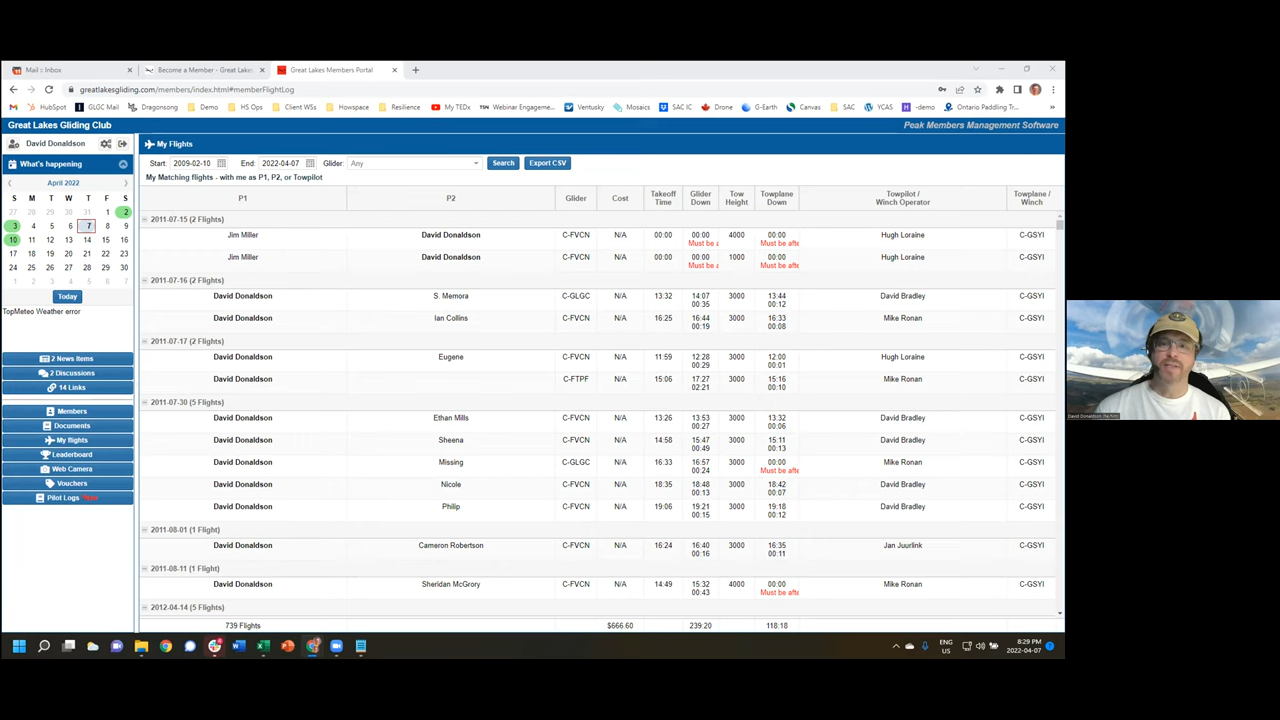 Mail :: Inbox
Become a Member - Great Lakes
Great Lakes Members Portal
greatlakesgliding.com/members/index.html#memberFlightLog
HubSpot GLGC Mail Dragonsong Demo HS Ops Client WSs Howspace Resilience My TEDx Webinar Engageme... Ventusky Mosaics SAC IC Drone G-Earth Canvas SAC YCAS -demo Ontario Paddling Tr...
Great Lakes Gliding Club
Peak Members Management Software
David Donaldson
What's happening
April 2022
S M T W T F S
27 28 29 30 31 1 2
3 4 5 6 7 8 9
10 11 12 13 14 15 16
17 18 19 20 21 22 23
24 25 26 27 28 29 30
1 2 3 4 5 6 7
Today
TopMeteo Weather error
2 News Items
2 Discussions
14 Links
Members
Documents
My flights
Leaderboard
Web Camera
Vouchers
Pilot Logs
My Flights
Start: 2009-02-10 End: 2022-04-07 Glider: Any Search Export CSV
My Matching flights - with me as P1, P2, or Towpilot
P1 P2 Glider Cost Takeoff Time Glider Down Tow Height Towplane Down Towpilot / Winch Operator Towplane / Winch
2011-07-15 (2 Flights)
Jim Miller David Donaldson C-FVCN N/A 00:00 00:00 4000 00:00 Hugh Loraine C-GSYI
Must be a Must be afte
Jim Miller David Donaldson C-FVCN N/A 00:00 00:00 1000 00:00 Hugh Loraine C-GSYI
Must be a Must be afte
2011-07-16 (2 Flights)
David Donaldson S. Memora C-GLGC N/A 13:32 14:07 3000 13:44 David Bradley C-GSYI
00:35 00:12
David Donaldson Ian Collins C-FVCN N/A 16:25 16:44 3000 16:33 Mike Ronan C-GSYI
00:19 00:08
2011-07-17 (2 Flights)
David Donaldson Eugene C-FVCN N/A 11:59 12:28 3000 12:00 Hugh Loraine C-GSYI
00:29 00:01
David Donaldson C-FTPF N/A 15:06 17:27 3000 15:16 Mike Ronan C-GSYI
02:21 00:10
2011-07-30 (5 Flights)
David Donaldson Ethan Mills C-FVCN N/A 13:26 13:53 3000 13:32 David Bradley C-GSYI
00:27 00:06
David Donaldson Sheena C-FVCN N/A 14:58 15:47 3000 15:11 David Bradley C-GSYI
00:49 00:13
David Donaldson Missing C-GLGC N/A 16:33 16:57 3000 00:00 Mike Ronan C-GSYI
00:24 Must be afte
David Donaldson Nicole C-FVCN N/A 18:35 18:48 3000 18:42 David Bradley C-GSYI
00:13 00:07
David Donaldson Philip C-FVCN N/A 19:06 19:21 3000 19:18 David Bradley C-GSYI
00:15 00:12
2011-08-01 (1 Flight)
David Donaldson Cameron Robertson C-FVCN N/A 16:24 16:40 3000 16:35 Jan Juurlink C-GSYI
00:16 00:11
2011-08-11 (1 Flight)
David Donaldson Sheridan McGrory C-FVCN N/A 14:49 15:32 4000 00:00 Mike Ronan C-GSYI
00:43 Must be afte
2012-04-14 (5 Flights)
739 Flights $666.60 239:20 118:18
ENG
US
8:29 PM
2022-04-07
David Donaldson